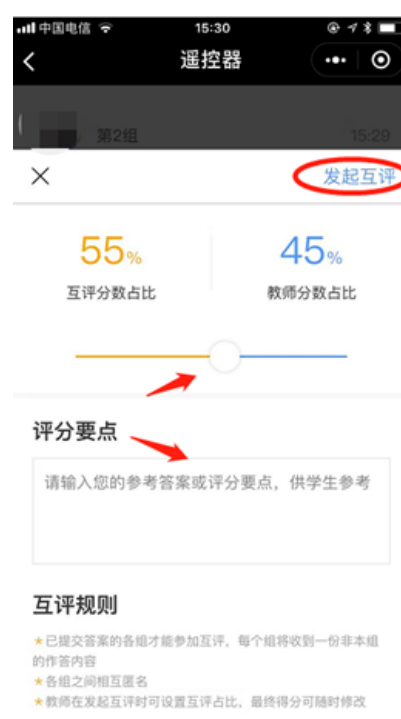 中国电信 15:30
遥控器
第2组 15:29
发起互评
55% 45%
互评分数占比 教师分数占比
评分要点
请输入您的参考答案或评分要点，供学生参考
互评规则
★已提交答案的各组才能参加互评，每个组将收到一份非本组
的作答内容
★各组之间相互匿名
★教师在发起互评时可设置互评占比，最终得分可随时修改